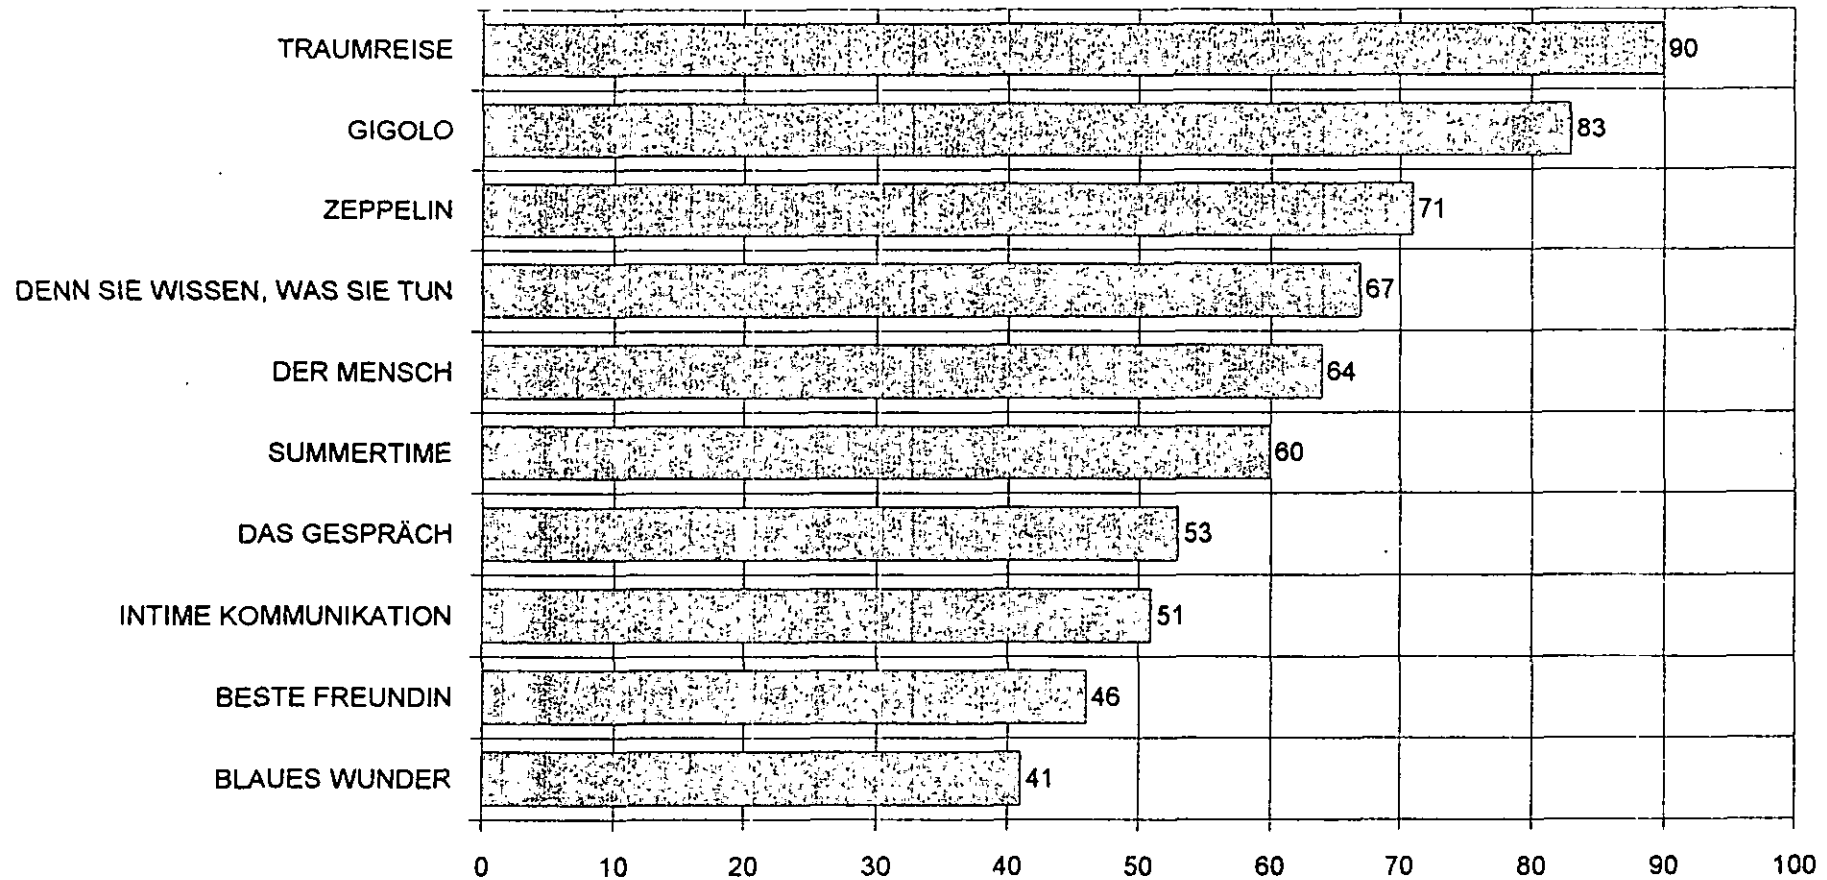 TRAUMREISE 90
GIGOLO 83
ZEPPELIN 71
DENN SIE WISSEN, WAS SIE TUN 67
DER MENSCH 64
SUMMERTIME 60
DAS GESPRÄCH 53
INTIME KOMMUNIKATION 51
BESTE FREUNDIN 46
BLAUES WUNDER 41
0 10 20 30 40 50 60 70 80 90 100